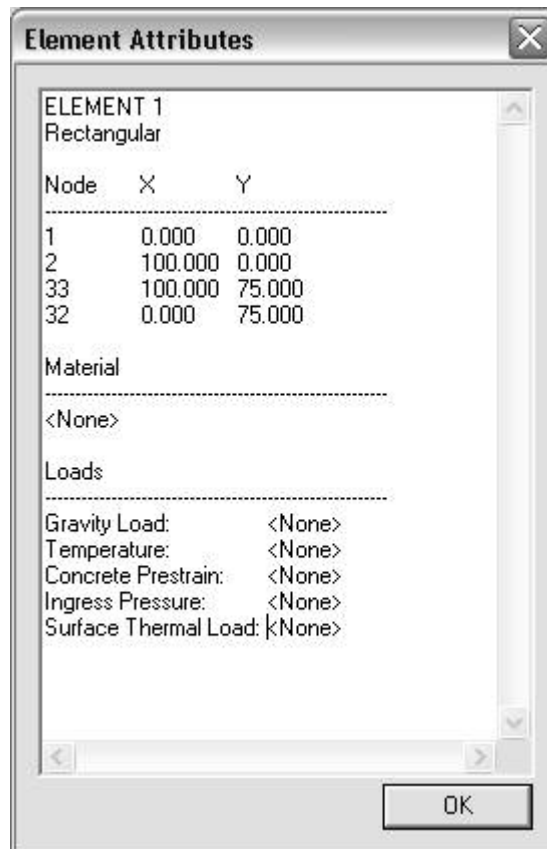 Element Attributes
ELEMENT 1
Rectangular
Node X Y
--------------------------------------------------------
1 0.000 0.000
2 100.000 0.000
33 100.000 75.000
32 0.000 75.000
Material
--------------------------------------------------------
<None>
Loads
--------------------------------------------------------
Gravity Load: <None>
Temperature: <None>
Concrete Prestrain: <None>
Ingress Pressure: <None>
Surface Thermal Load: <None>
OK